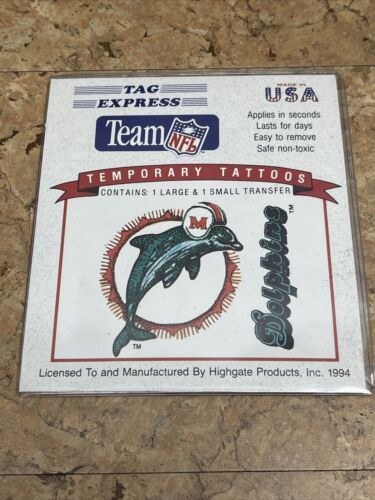 TAG
EXPRESS
MADE IN
USA
Team NFL
Applies in seconds
Lasts for days
Easy to remove
Safe non-toxic
TEMPORARY TATTOOS
CONTAINS: 1 LARGE & 1 SMALL TRANSFER
M
Dolphins
TM
TM
Licensed To and Manufactured By Highgate Products, Inc. 1994